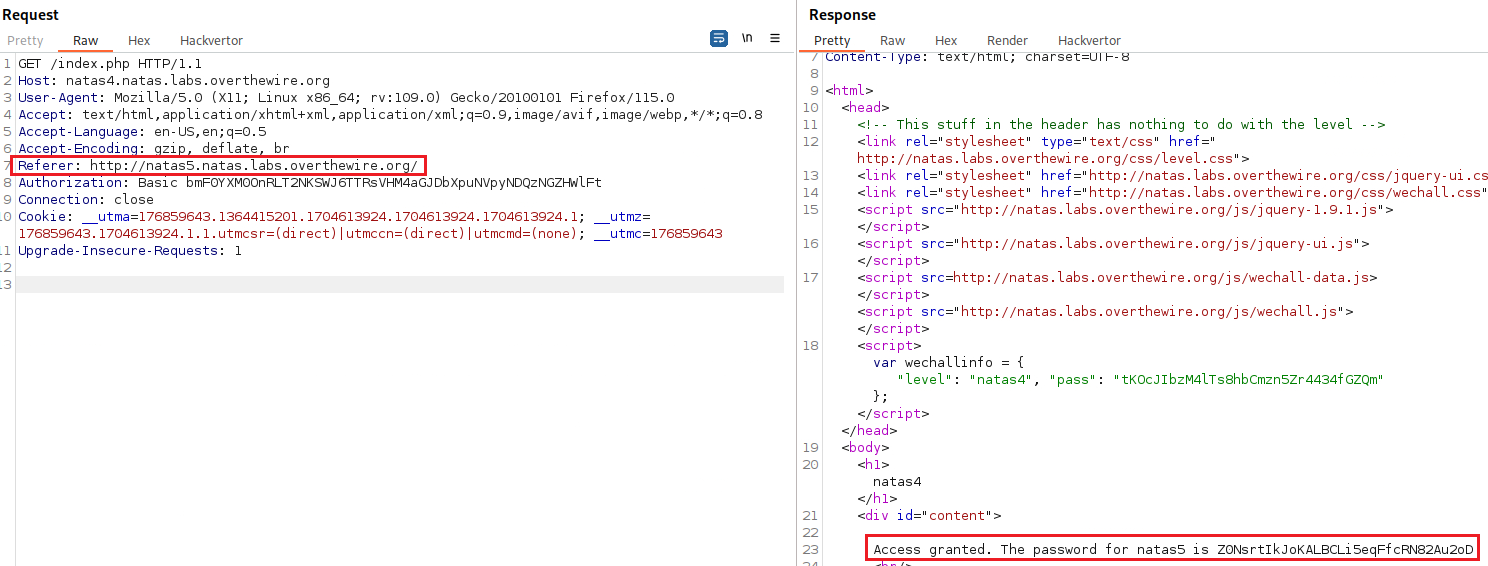 Request
Pretty Raw Hex Hackvertor \n
1 GET /index.php HTTP/1.1
2 Host: natas4.natas.labs.overthewire.org
3 User-Agent: Mozilla/5.0 (X11; Linux x86_64; rv:109.0) Gecko/20100101 Firefox/115.0
4 Accept: text/html,application/xhtml+xml,application/xml;q=0.9,image/avif,image/webp,*/*;q=0.8
5 Accept-Language: en-US,en;q=0.5
6 Accept-Encoding: gzip, deflate, br
7 Referer: http://natas5.natas.labs.overthewire.org/
8 Authorization: Basic bmF0YXM0OnRLT2NKSWJ6TTRsVHM4aGJDbXpuNVpyNDQzNGZHWlFt
9 Connection: close
10 Cookie: __utma=176859643.1364415201.1704613924.1704613924.1704613924.1; __utmz=
176859643.1704613924.1.1.utmcsr=(direct)|utmccn=(direct)|utmcmd=(none); __utmc=176859643
11 Upgrade-Insecure-Requests: 1
12
13
Response
Pretty Raw Hex Render Hackvertor
7 Content-Type: text/html; charset=UTF-8
8
9 <html>
10 <head>
11 <!-- This stuff in the header has nothing to do with the level -->
12 <link rel="stylesheet" type="text/css" href="
http://natas.labs.overthewire.org/css/level.css">
13 <link rel="stylesheet" href="http://natas.labs.overthewire.org/css/jquery-ui.cs
14 <link rel="stylesheet" href="http://natas.labs.overthewire.org/css/wechall.css"
15 <script src="http://natas.labs.overthewire.org/js/jquery-1.9.1.js">
</script>
16 <script src="http://natas.labs.overthewire.org/js/jquery-ui.js">
</script>
17 <script src=http://natas.labs.overthewire.org/js/wechall-data.js>
</script>
<script src="http://natas.labs.overthewire.org/js/wechall.js">
</script>
18 <script>
var wechallinfo = {
"level": "natas4", "pass": "tKOcJIbzM4lTs8hbCmzn5Zr4434fGZQm"
};
</script>
</head>
19 <body>
20 <h1>
natas4
</h1>
21 <div id="content">
22
23 Access granted. The password for natas5 is Z0NsrtIkJoKALBCLi5eqFfcRN82Au2oD
24 <br/>